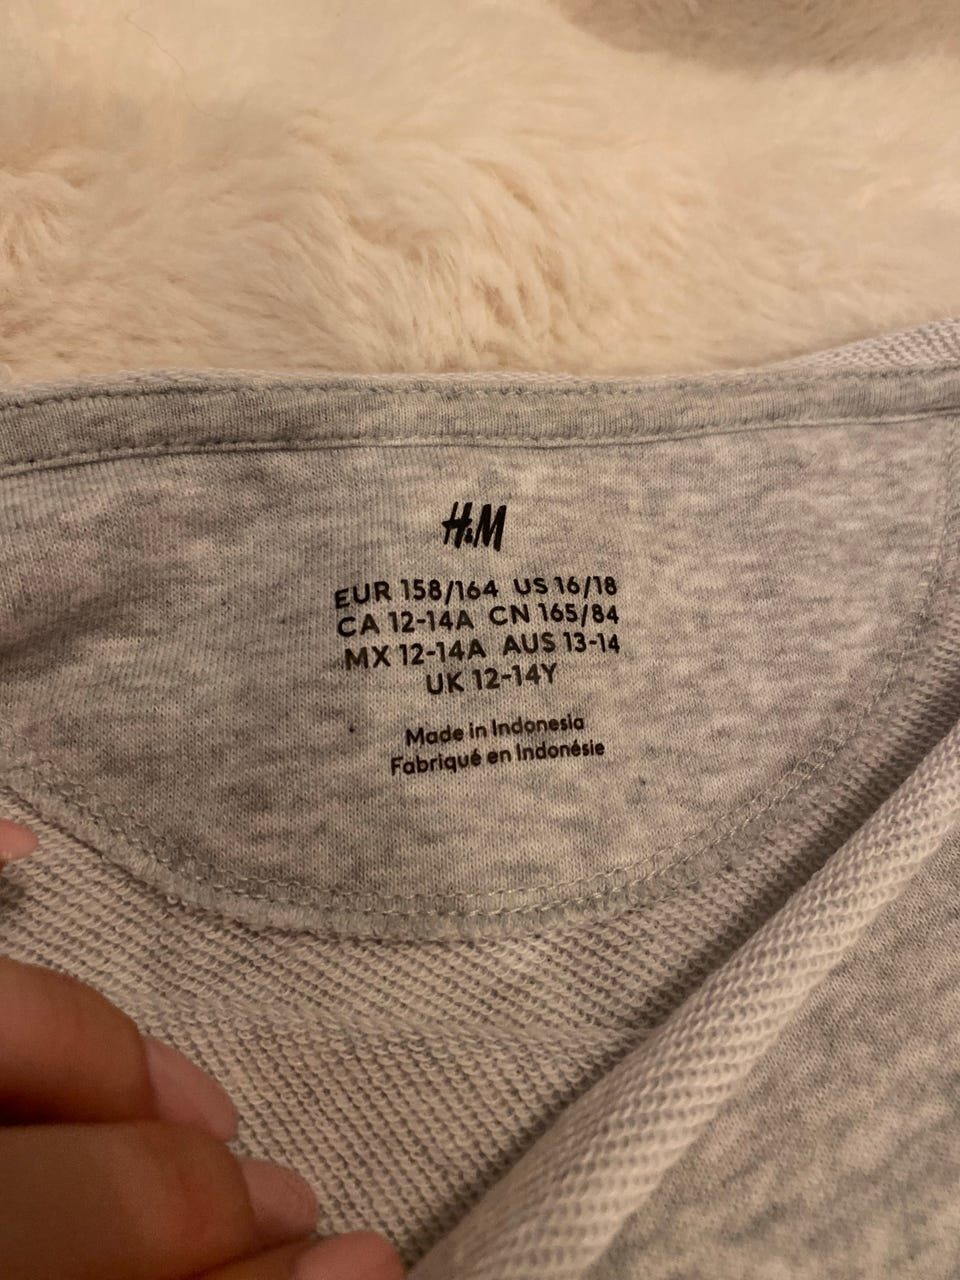 H&M
EUR 158/164 US 16/18
CA 12-14A CN 165/84
MX 12-14A AUS 13-14
UK 12-14Y
Made in Indonesia
Fabriqué en Indonésie